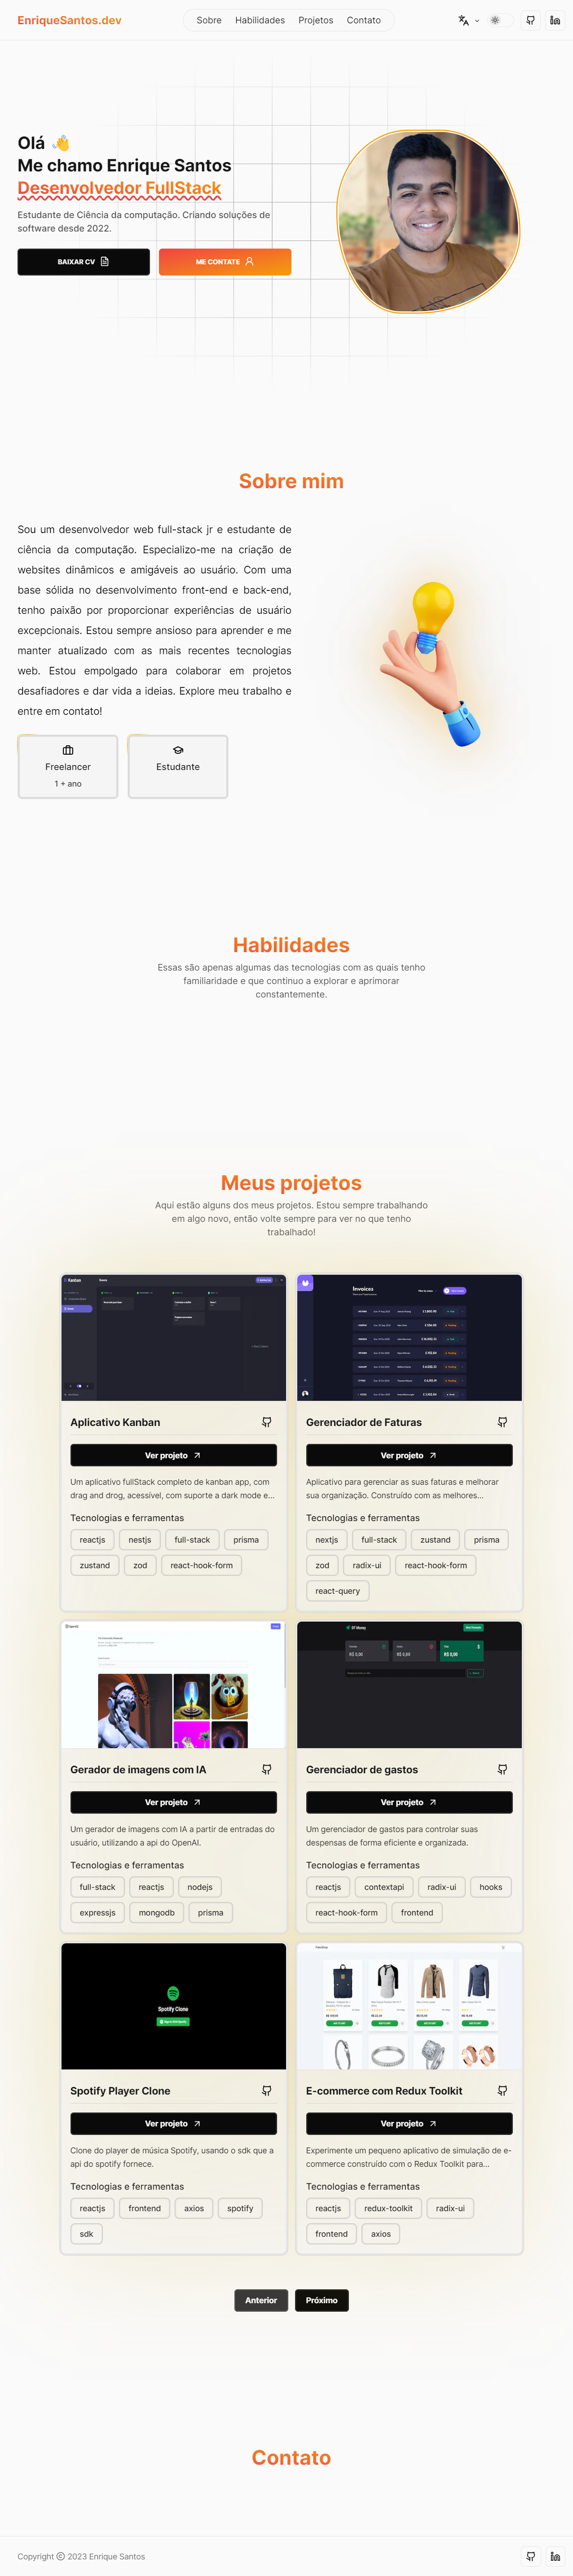 EnriqueSantos.dev
Sobre Habilidades Projetos Contato
Olá
Me chamo Enrique Santos
Desenvolvedor FullStack
Estudante de Ciência da computação. Criando soluções de
software desde 2022.
BAIXAR CV
ME CONTATE
Sobre mim
Sou um desenvolvedor web full-stack jr e estudante de
ciência da computação. Especializo-me na criação de
websites dinâmicos e amigáveis ao usuário. Com uma
base sólida no desenvolvimento front-end e back-end,
tenho paixão por proporcionar experiências de usuário
excepcionais. Estou sempre ansioso para aprender e me
manter atualizado com as mais recentes tecnologias
web. Estou empolgado para colaborar em projetos
desafiadores e dar vida a ideias. Explore meu trabalho e
entre em contato!
Freelancer
1 + ano
Estudante
Habilidades
Essas são apenas algumas das tecnologias com as quais tenho
familiaridade e que continuo a explorar e aprimorar
constantemente.
Meus projetos
Aqui estão alguns dos meus projetos. Estou sempre trabalhando
em algo novo, então volte sempre para ver no que tenho
trabalhado!
Kanban
Aplicativo Kanban
Ver projeto
Um aplicativo fullStack completo de kanban app, com
drag and drog, acessível, com suporte a dark mode e...
Tecnologias e ferramentas
reactjs nestjs full-stack prisma
zustand zod react-hook-form
Invoices
Gerenciador de Faturas
Ver projeto
Aplicativo para gerenciar as suas faturas e melhorar
sua organização. Construído com as melhores...
Tecnologias e ferramentas
nextjs full-stack zustand prisma
zod radix-ui react-hook-form
react-query
OpenAI
Gerador de imagens com IA
Ver projeto
Um gerador de imagens com IA a partir de entradas do
usuário, utilizando a api do OpenAI.
Tecnologias e ferramentas
full-stack reactjs nodejs
expressjs mongodb prisma
DT Money
R$ 0,00 R$ 0,00 R$ 0,00
Gerenciador de gastos
Ver projeto
Um gerenciador de gastos para controlar suas
despensas de forma eficiente e organizada.
Tecnologias e ferramentas
reactjs contextapi radix-ui hooks
react-hook-form frontend
Spotify Clone
Spotify Player Clone
Ver projeto
Clone do player de música Spotify, usando o sdk que a
api do spotify fornece.
Tecnologias e ferramentas
reactjs frontend axios spotify
sdk
E-commerce com Redux Toolkit
Ver projeto
Experimente um pequeno aplicativo de simulação de e-
commerce construído com o Redux Toolkit para...
Tecnologias e ferramentas
reactjs redux-toolkit radix-ui
frontend axios
Anterior Próximo
Contato
Copyright © 2023 Enrique Santos